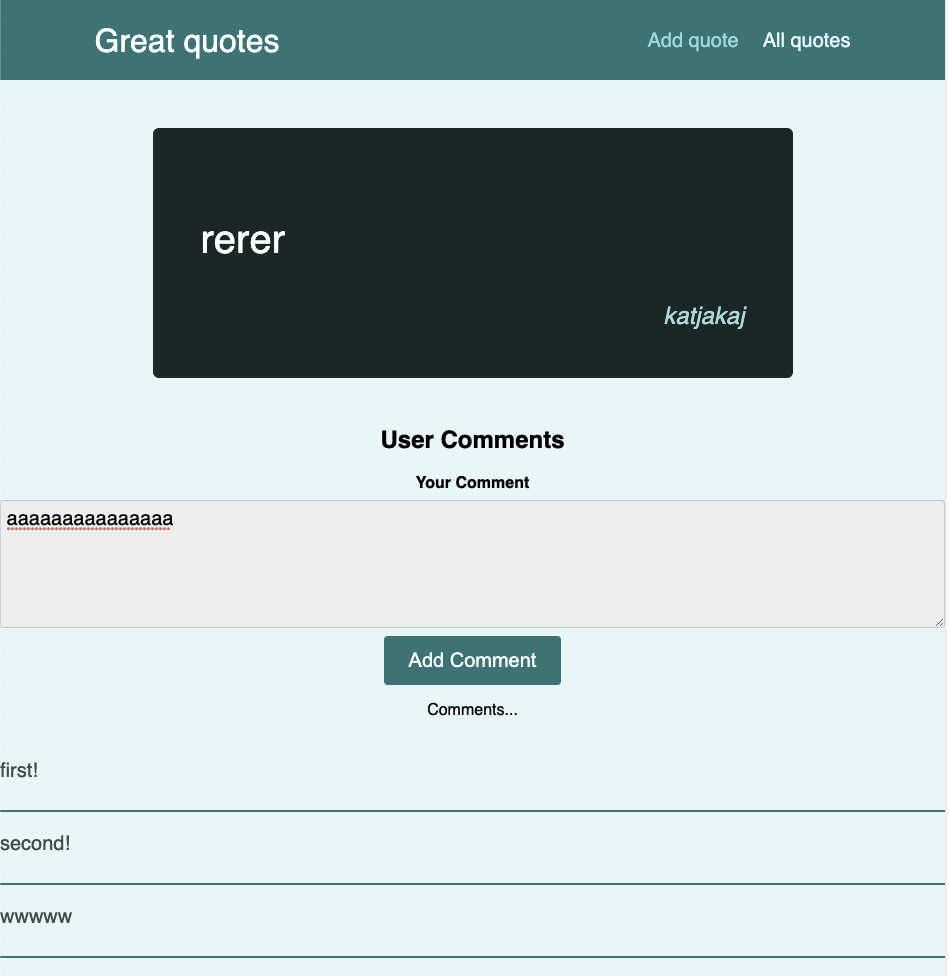 Great quotes
Add quote All quotes
rerer
katjakaj
User Comments
Your Comment
aaaaaaaaaaaaaaa
Add Comment
Comments...
first!
second!
wwwww